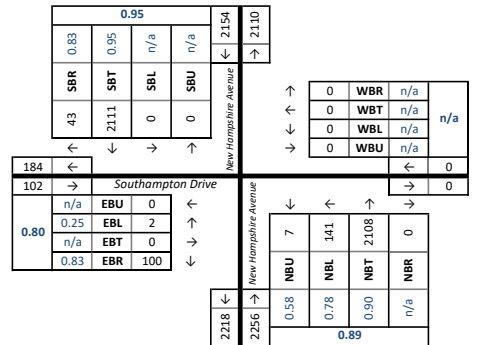 0.95
0.83 0.95 n/a n/a
SBR SBT SBL SBU
43 2111 0 0
← ↓ → ↑
2154 2110
↓ ↑
New Hampshire Avenue
↑ 0 WBR n/a
← 0 WBT n/a
↓ 0 WBL n/a
→ 0 WBU n/a
n/a
184 ←
← 0
102 → Southampton Drive
→ 0
0.80
n/a EBU 0 ←
0.25 EBL 2 ↑
n/a EBT 0 →
0.83 EBR 100 ↓
New Hampshire Avenue
↓ ← ↑ →
7 141 2108 0
NBU NBL NBT NBR
0.58 0.78 0.90 n/a
0.89
↓ ↑
2218 2256